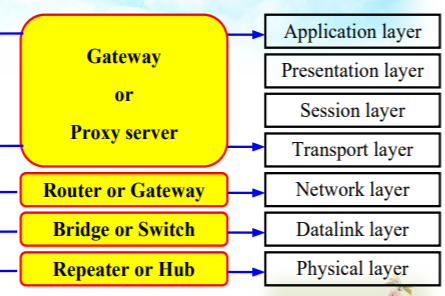 Gateway
or
Proxy server
Router or Gateway
Bridge or Switch
Repeater or Hub
Application layer
Presentation layer
Session layer
Transport layer
Network layer
Datalink layer
Physical layer